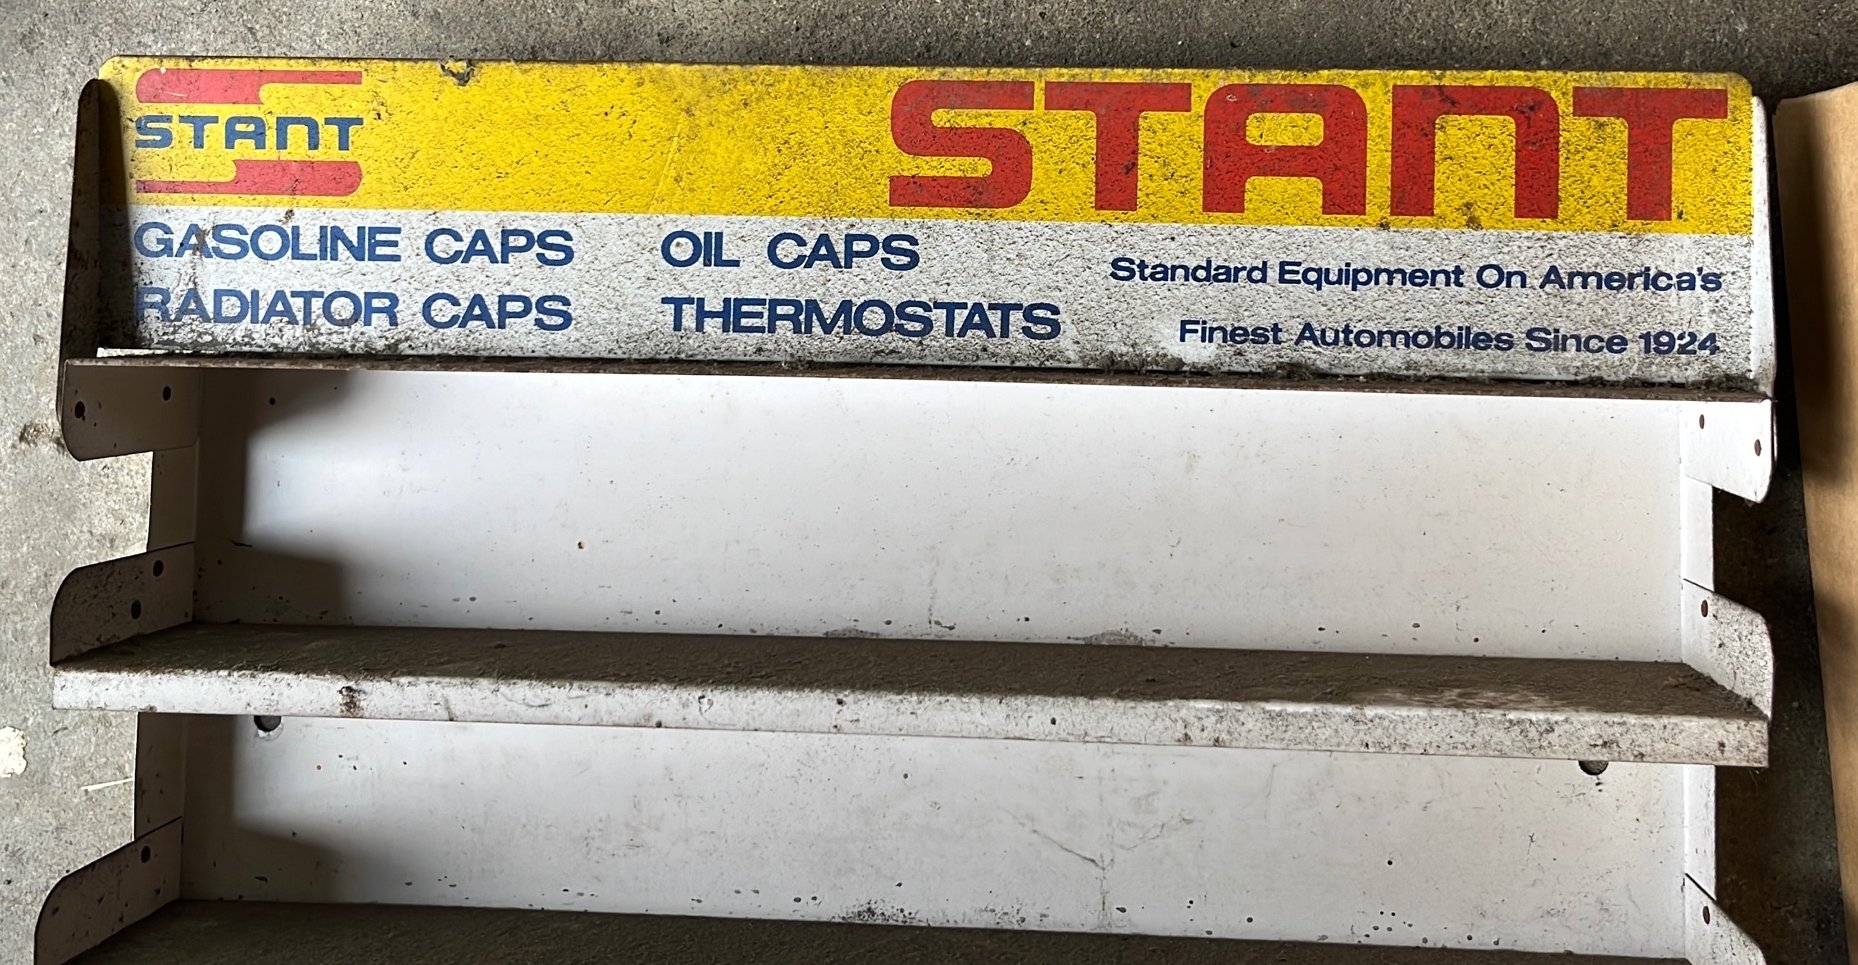 STANT
STANT
GASOLINE CAPS
OIL CAPS
RADIATOR CAPS
THERMOSTATS
Standard Equipment On America's
Finest Automobiles Since 1924